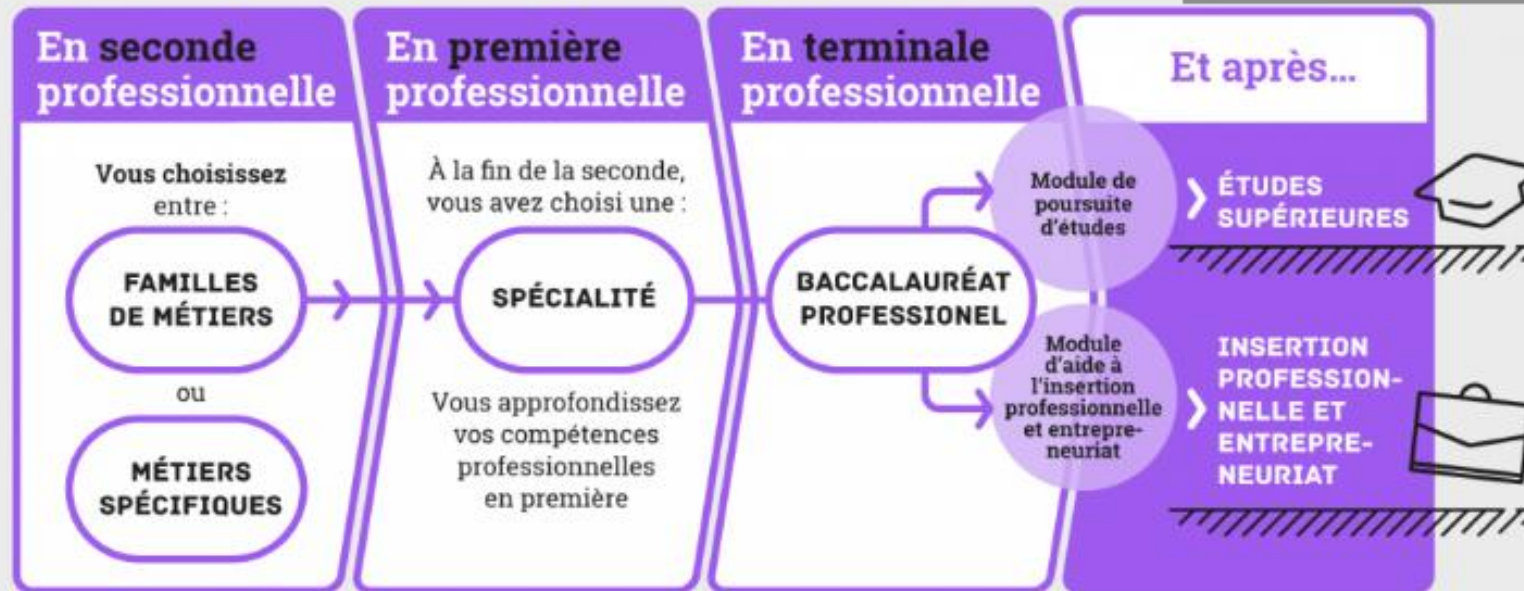 En seconde
professionnelle
Vous choisissez
entre :
FAMILLES
DE MÉTIERS
ou
MÉTIERS
SPÉCIFIQUES
En première
professionnelle
À la fin de la seconde,
vous avez choisi une :
SPÉCIALITÉ
Vous approfondissez
vos compétences
professionnelles
en première
En terminale
professionnelle
BACCALAURÉAT
PROFESSIONEL
Module de
poursuite
d'études
Module
d'aide à
l'insertion
professionnelle
et entrepre-
neuriat
Et après...
ÉTUDES
SUPÉRIEURES
INSERTION
PROFESSION-
NELLE ET
ENTREPRE-
NEURIAT